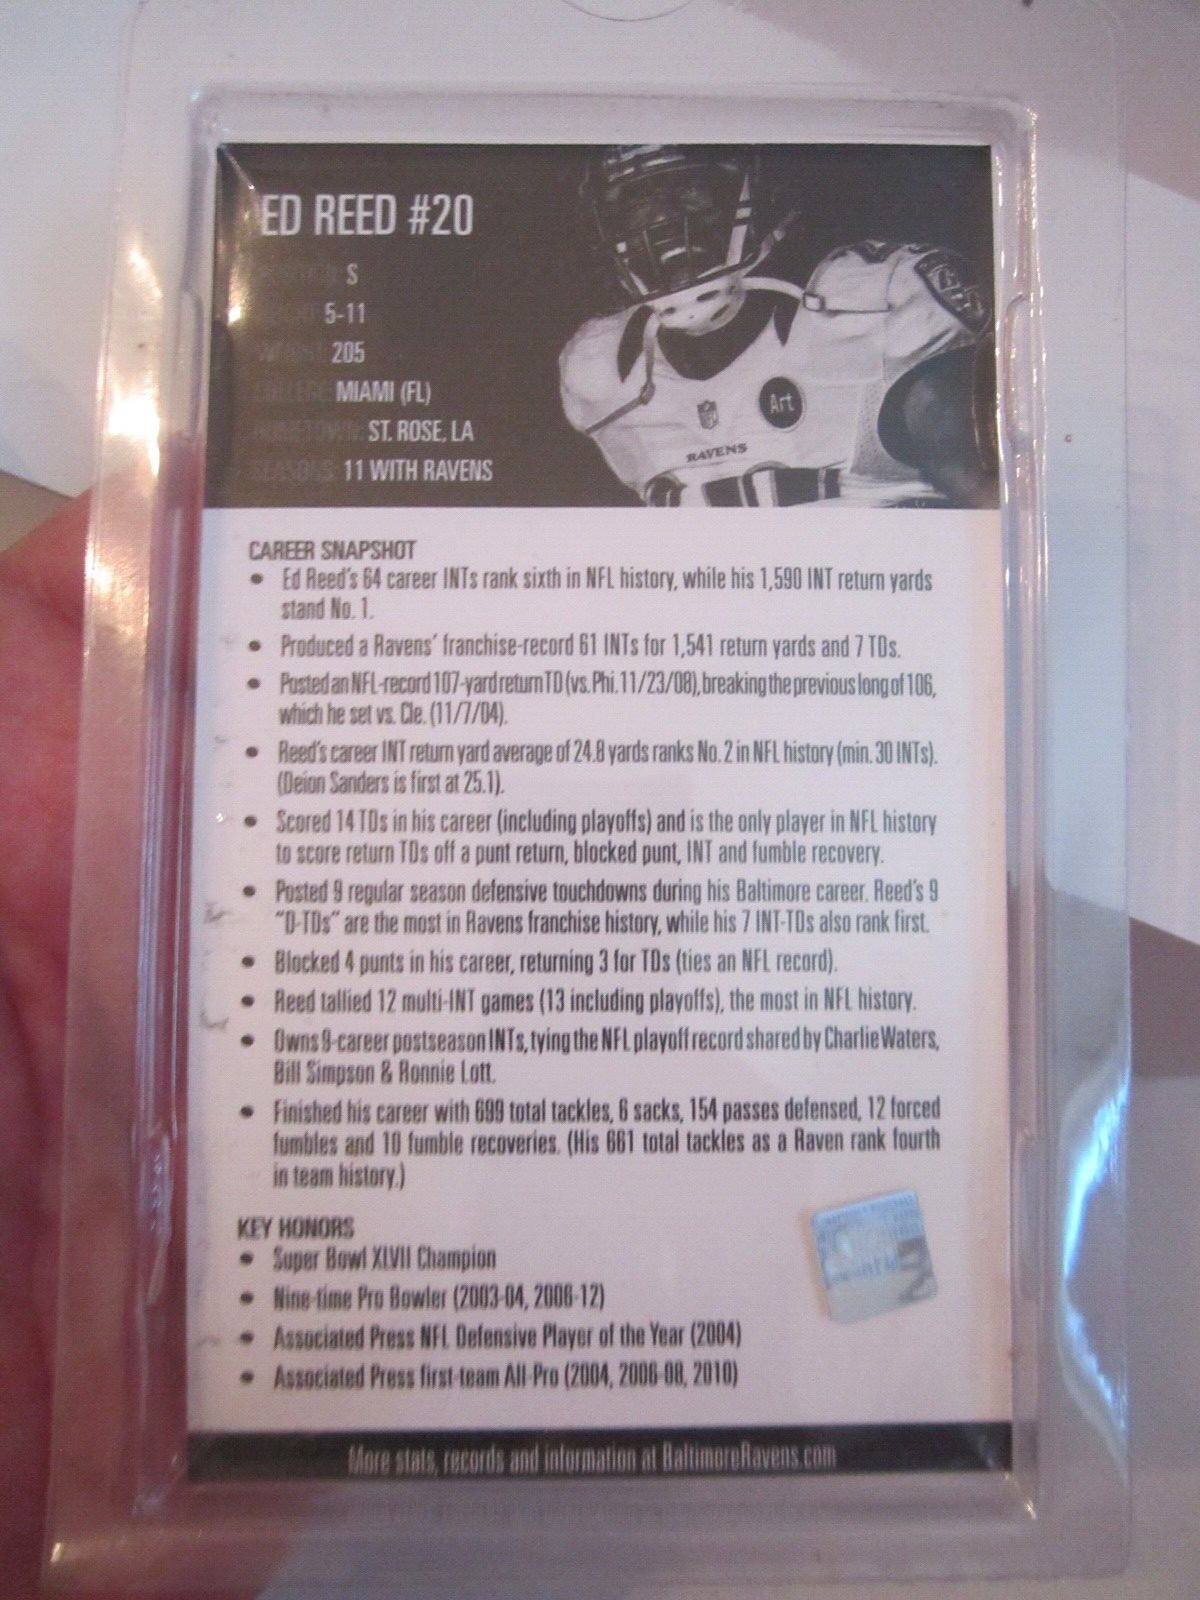 ED REED #20
S
5-11
WEIGHT: 205
COLLEGE: MIAMI (FL)
HOMETOWN: ST. ROSE, LA
SEASONS: 11 WITH RAVENS
Art
RAVENS
CAREER SNAPSHOT
• Ed Reed's 64 career INTs rank sixth in NFL history, while his 1,590 INT return yards
stand No. 1.
• Produced a Ravens' franchise-record 61 INTs for 1,541 return yards and 7 TDs.
• Posted an NFL-record 107-yard return TD (vs. Phi. 11/23/08), breaking the previous long of 106,
which he set vs. Cle. (11/7/04).
• Reed's career INT return yard average of 24.8 yards ranks No. 2 in NFL history (min. 30 INTs).
(Deion Sanders is first at 25.1).
• Scored 14 TDs in his career (including playoffs) and is the only player in NFL history
to score return TDs off a punt return, blocked punt, INT and fumble recovery.
• Posted 9 regular season defensive touchdowns during his Baltimore career. Reed's 9
"D-TDs" are the most in Ravens franchise history, while his 7 INT-TDs also rank first.
• Blocked 4 punts in his career, returning 3 for TDs (ties an NFL record).
• Reed tallied 12 multi-INT games (13 including playoffs), the most in NFL history.
• Owns 9-career postseason INTs, tying the NFL playoff record shared by Charlie Waters,
Bill Simpson & Ronnie Lott.
• Finished his career with 699 total tackles, 6 sacks, 154 passes defensed, 12 forced
fumbles and 10 fumble recoveries. (His 661 total tackles as a Raven rank fourth
in team history.)
KEY HONORS
• Super Bowl XLVII Champion
• Nine-time Pro Bowler (2003-04, 2006-12)
• Associated Press NFL Defensive Player of the Year (2004)
• Associated Press first-team All-Pro (2004, 2006-08, 2010)
More stats, records and information at BaltimoreRavens.com